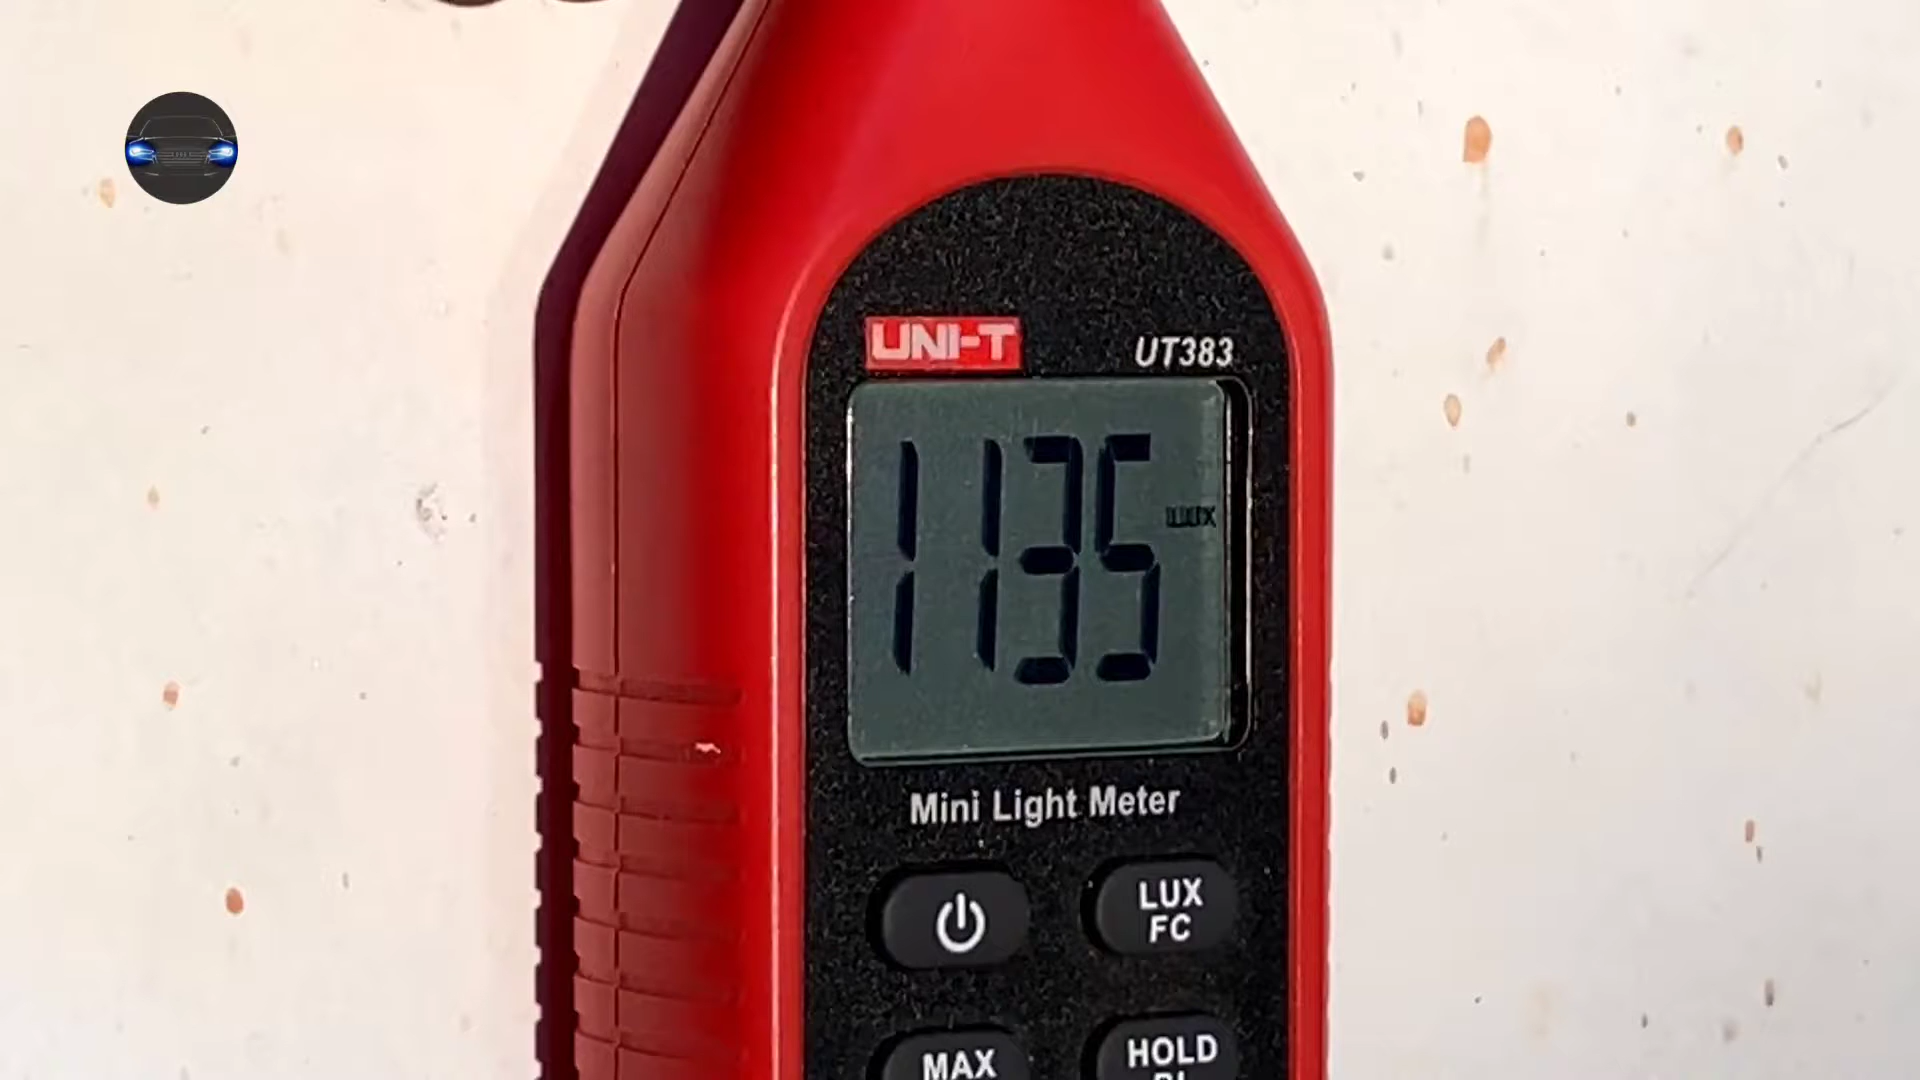 UNI-T
UT383
1135
LUX
Mini Light Meter
LUX
FC
MAX
HOLD